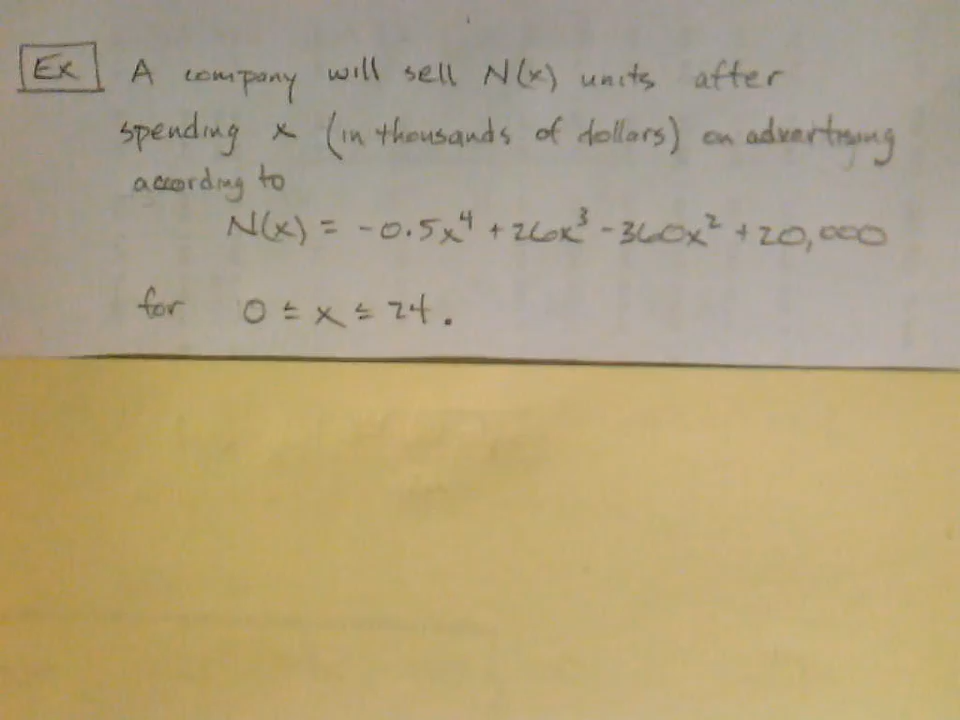 Ex A company will sell N(x) units after
spending x (in thousands of dollars) on advertising
according to
N(x) = -0.5x⁴ + 26x³ - 360x² + 20,000
for 0 ≤ x ≤ 24.